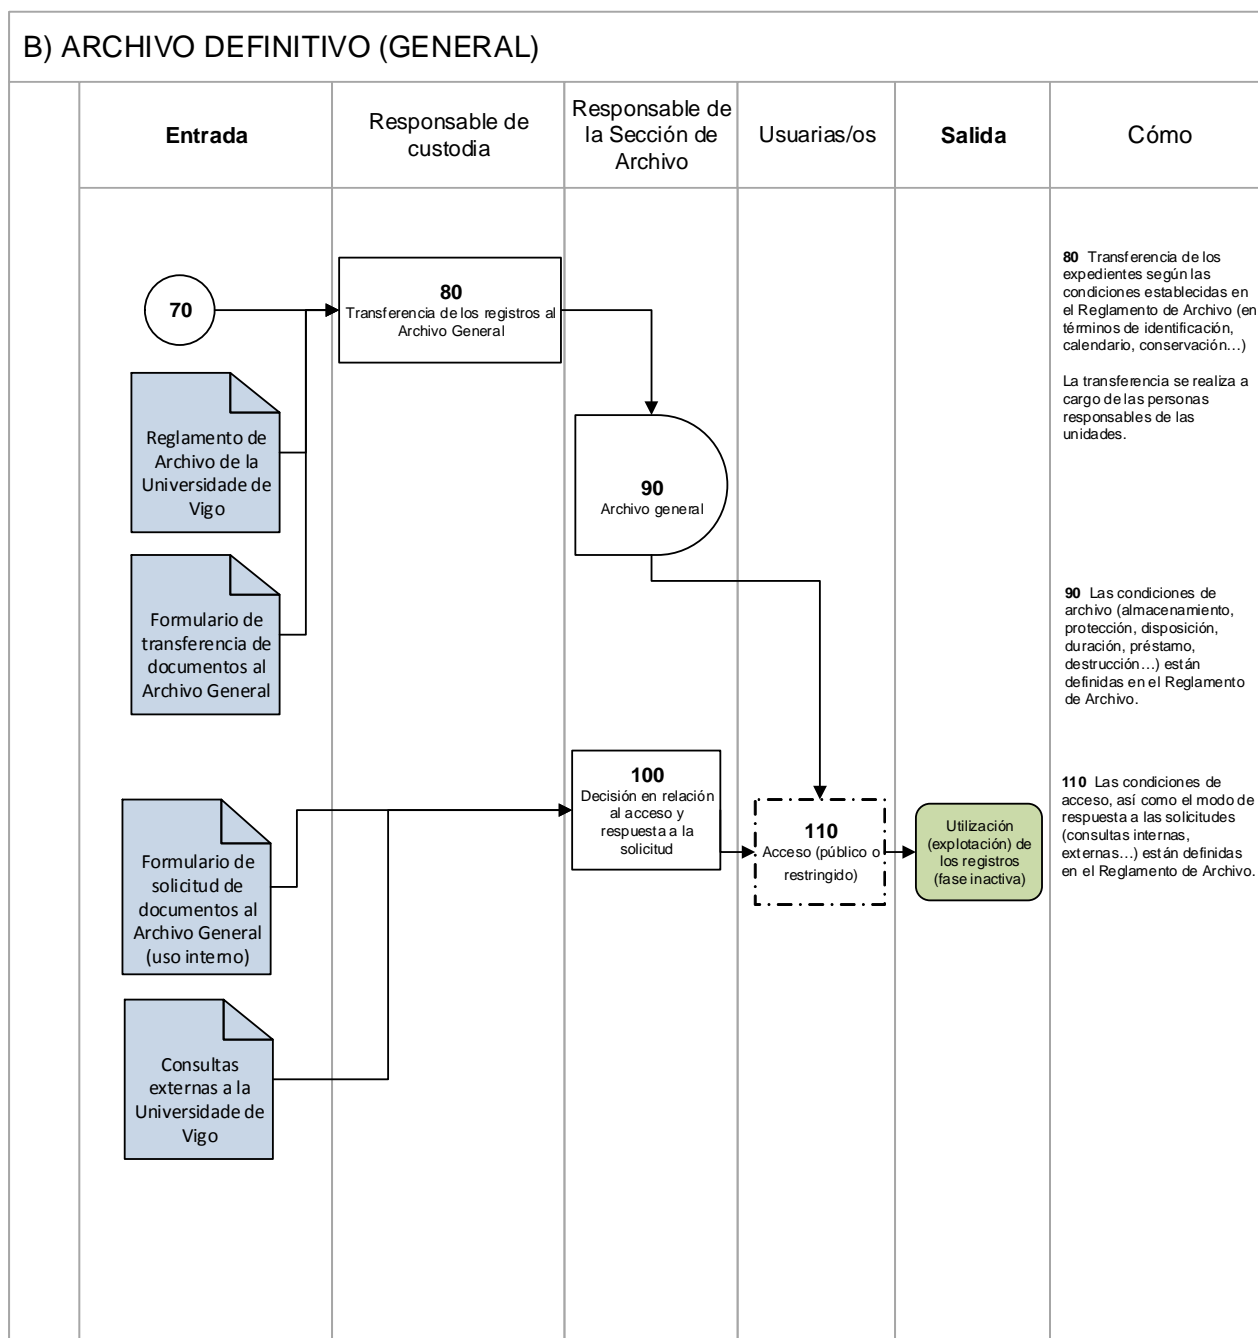 B) ARCHIVO DEFINITIVO (GENERAL)
Entrada
Responsable de
custodia
Responsable de
la Sección de
Archivo
Usuarias/os
Salida
Cómo
70
80
Transferencia de los registros al
Archivo General
80 Transferencia de los
expedientes según las
condiciones establecidas en
el Reglamento de Archivo (en
términos de identificación,
calendario, conservación...)
La transferencia se realiza a
cargo de las personas
responsables de las
unidades.
Reglamento de
Archivo de la
Universidade de
Vigo
90
Archivo general
Formulario de
transferencia de
documentos al
Archivo General
90 Las condiciones de
archivo (almacenamiento,
protección, disposición,
duración, préstamo,
destrucción...) están
definidas en el Reglamento
de Archivo.
Formulario de
solicitud de
documentos al
Archivo General
(uso interno)
100
Decisión en relación
al acceso y
respuesta a la
solicitud
110
Acceso (público o
restringido)
Utilización
(explotación) de
los registros
(fase inactiva)
110 Las condiciones de
acceso, así como el modo de
respuesta a las solicitudes
(consultas internas,
externas...) están definidas
en el Reglamento de Archivo.
Consultas
externas a la
Universidade de
Vigo